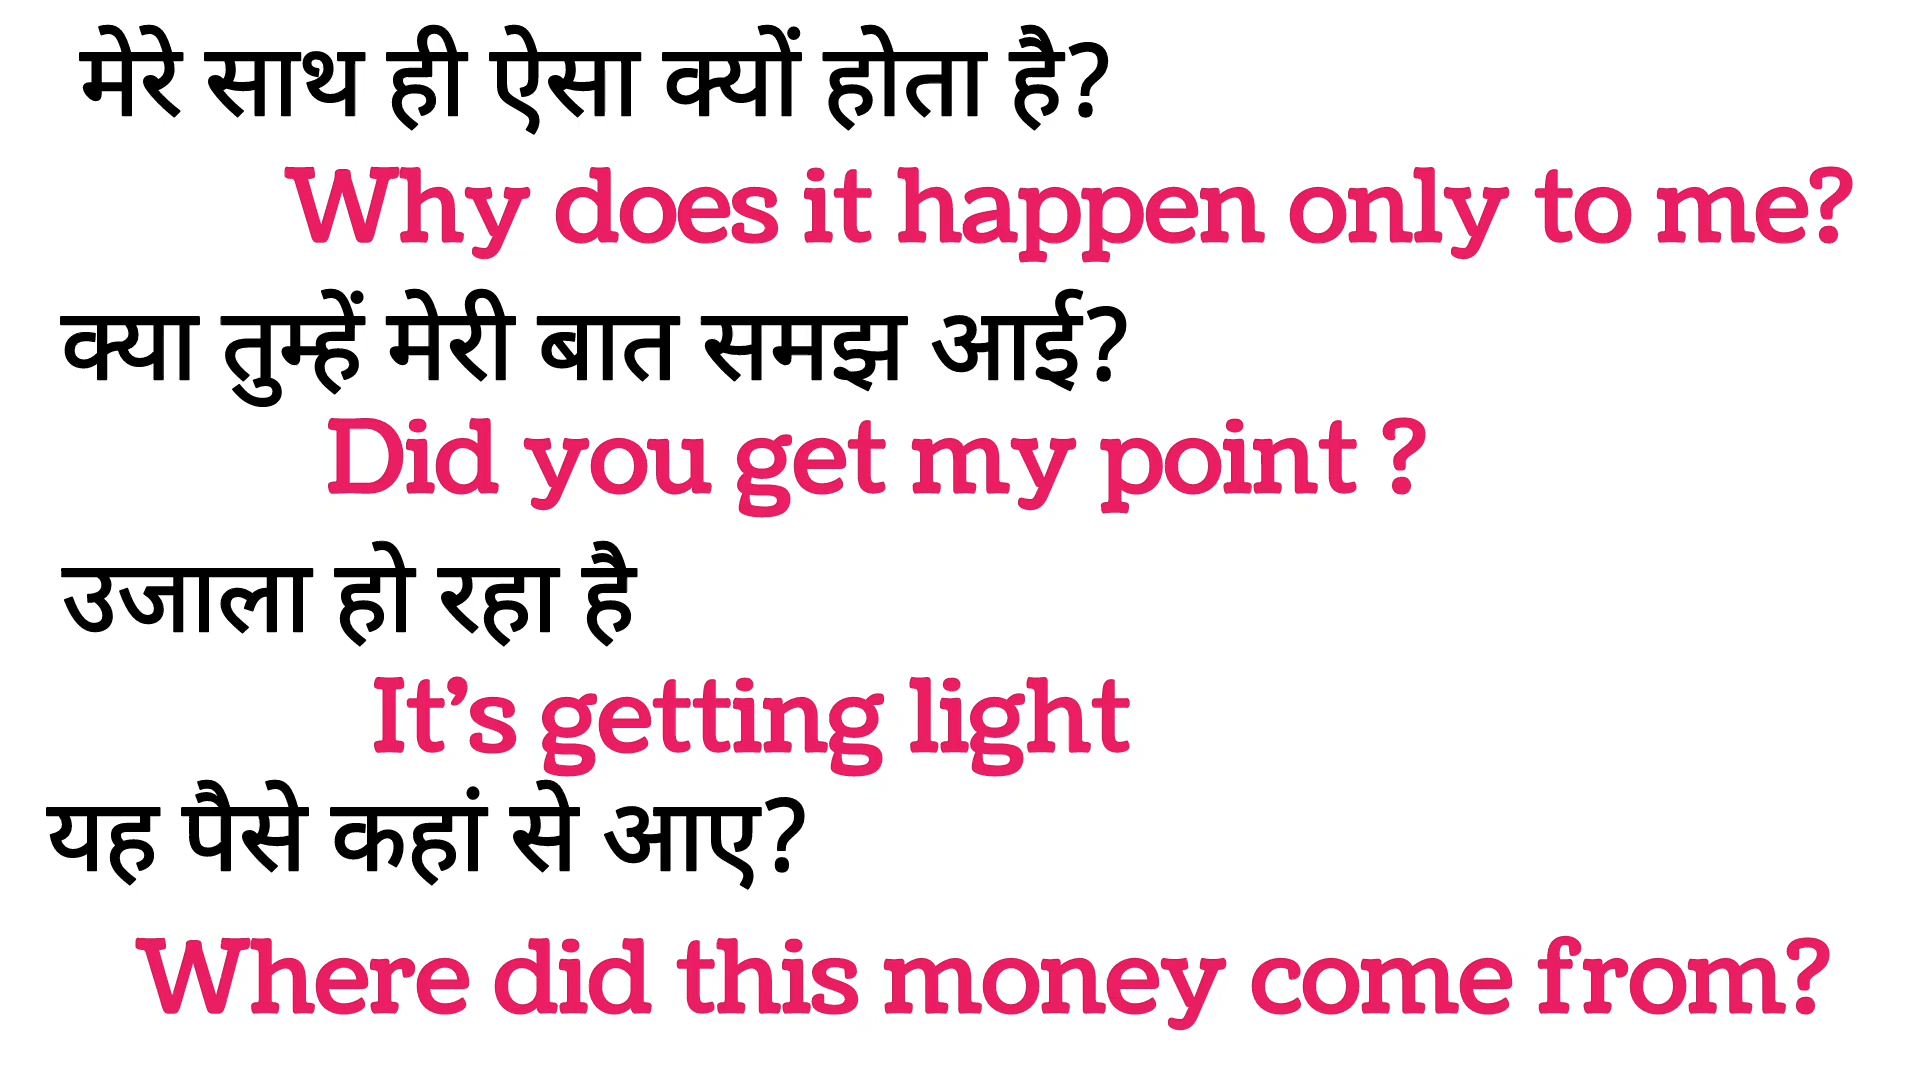 मेरे साथ ही ऐसा क्यों होता है?
Why does it happen only to me?
क्या तुम्हें मेरी बात समझ आई?
Did you get my point ?
उजाला हो रहा है
It’s getting light
यह पैसे कहां से आए?
Where did this money come from?